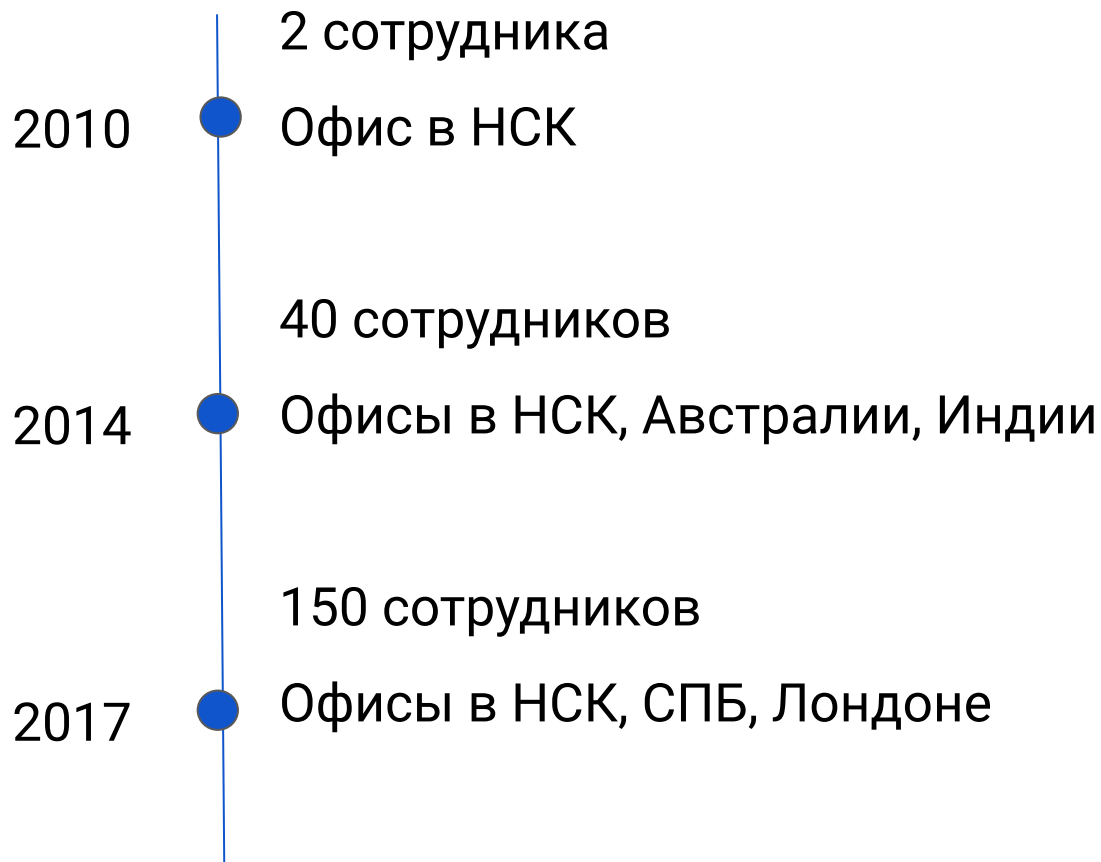 2 сотрудника
2010
Офис в НСК
40 сотрудников
2014
Офисы в НСК, Австралии, Индии
150 сотрудников
2017
Офисы в НСК, СПБ, Лондоне